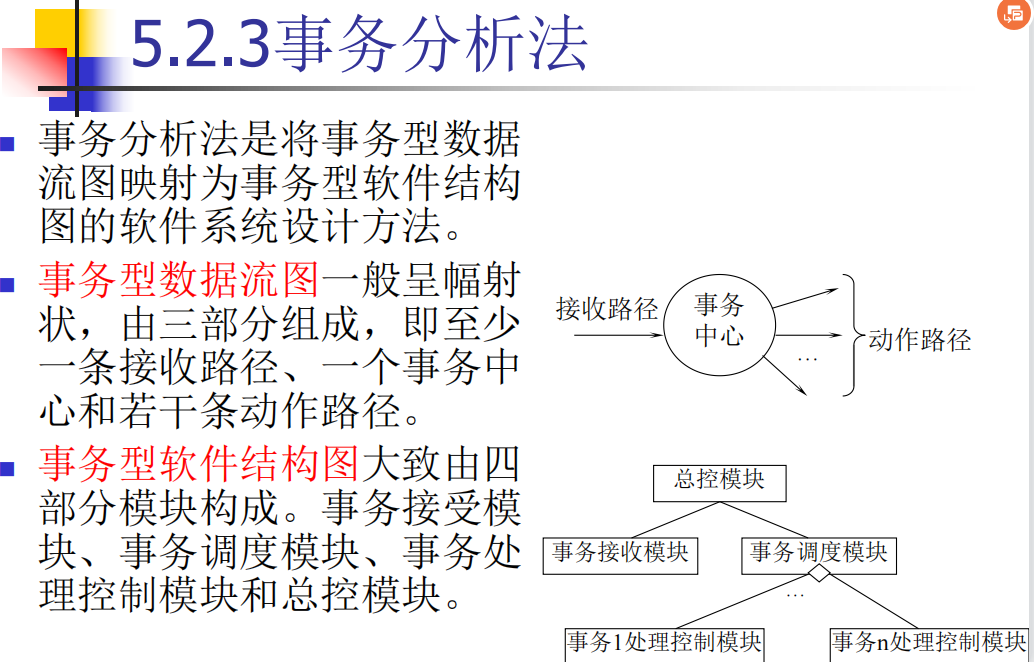 5.2.3事务分析法
事务分析法是将事务型数据
流图映射为事务型软件结构
图的软件系统设计方法。
事务型数据流图一般呈幅射
状，由三部分组成，即至少
一条接收路径、一个事务中
心和若干条动作路径。
事务型软件结构图大致由四
部分模块构成。事务接受模
块、事务调度模块、事务处
理控制模块和总控模块。
接收路径
事务
中心
…
动作路径
总控模块
事务接收模块
事务调度模块
…
事务1处理控制模块
事务n处理控制模块